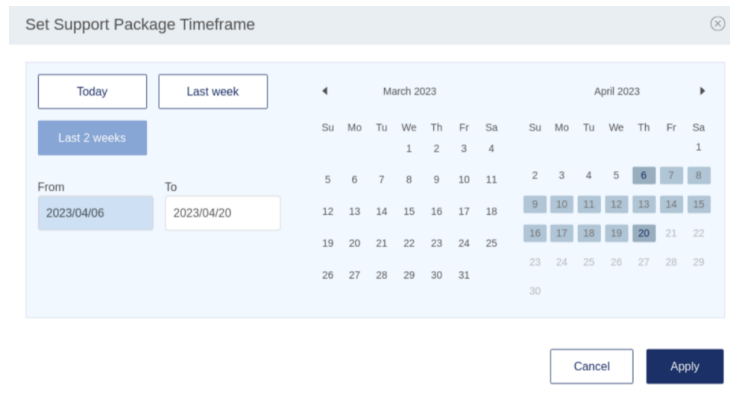 Set Support Package Timeframe
Today Last week
Last 2 weeks
From To
2023/04/06 2023/04/20
March 2023
Su Mo Tu We Th Fr Sa
1 2 3 4
5 6 7 8 9 10 11
12 13 14 15 16 17 18
19 20 21 22 23 24 25
26 27 28 29 30 31
April 2023
Su Mo Tu We Th Fr Sa
1
2 3 4 5 6 7 8
9 10 11 12 13 14 15
16 17 18 19 20 21 22
23 24 25 26 27 28 29
30
Cancel Apply